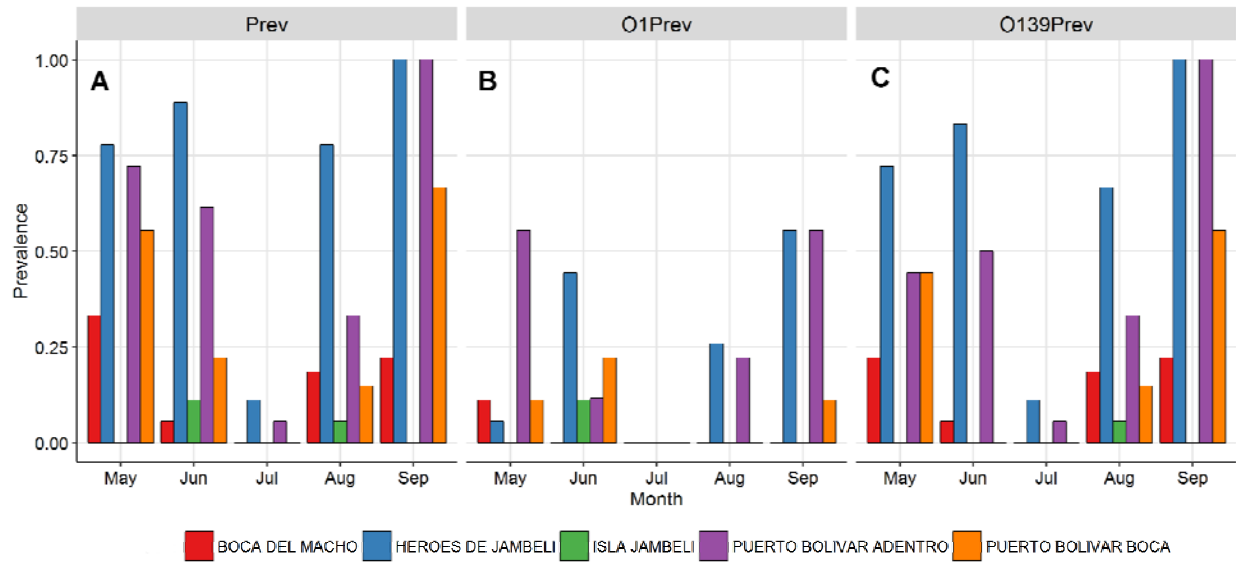 Prev O1Prev O139Prev
A B C
1.00
0.75
0.50
0.25
0.00
Prevalence
May Jun Jul Aug Sep May Jun Jul Aug Sep May Jun Jul Aug Sep
Month
BOCA DEL MACHO HEROES DE JAMBELI ISLA JAMBELI PUERTO BOLIVAR ADENTRO PUERTO BOLIVAR BOCA